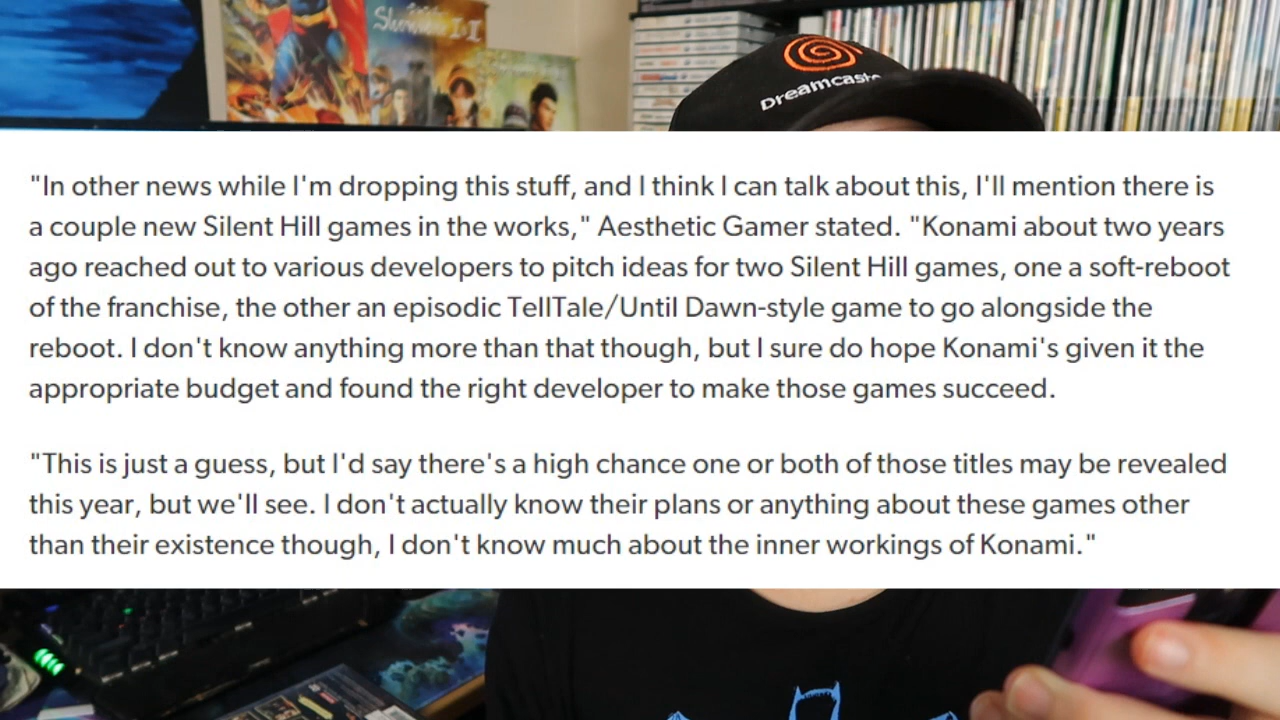 Shenmue I&II
Dreamcast
"In other news while I'm dropping this stuff, and I think I can talk about this, I'll mention there is
a couple new Silent Hill games in the works," Aesthetic Gamer stated. "Konami about two years
ago reached out to various developers to pitch ideas for two Silent Hill games, one a soft-reboot
of the franchise, the other an episodic TellTale/Until Dawn-style game to go alongside the
reboot. I don't know anything more than that though, but I sure do hope Konami's given it the
appropriate budget and found the right developer to make those games succeed.
"This is just a guess, but I'd say there's a high chance one or both of those titles may be revealed
this year, but we'll see. I don't actually know their plans or anything about these games other
than their existence though, I don't know much about the inner workings of Konami."